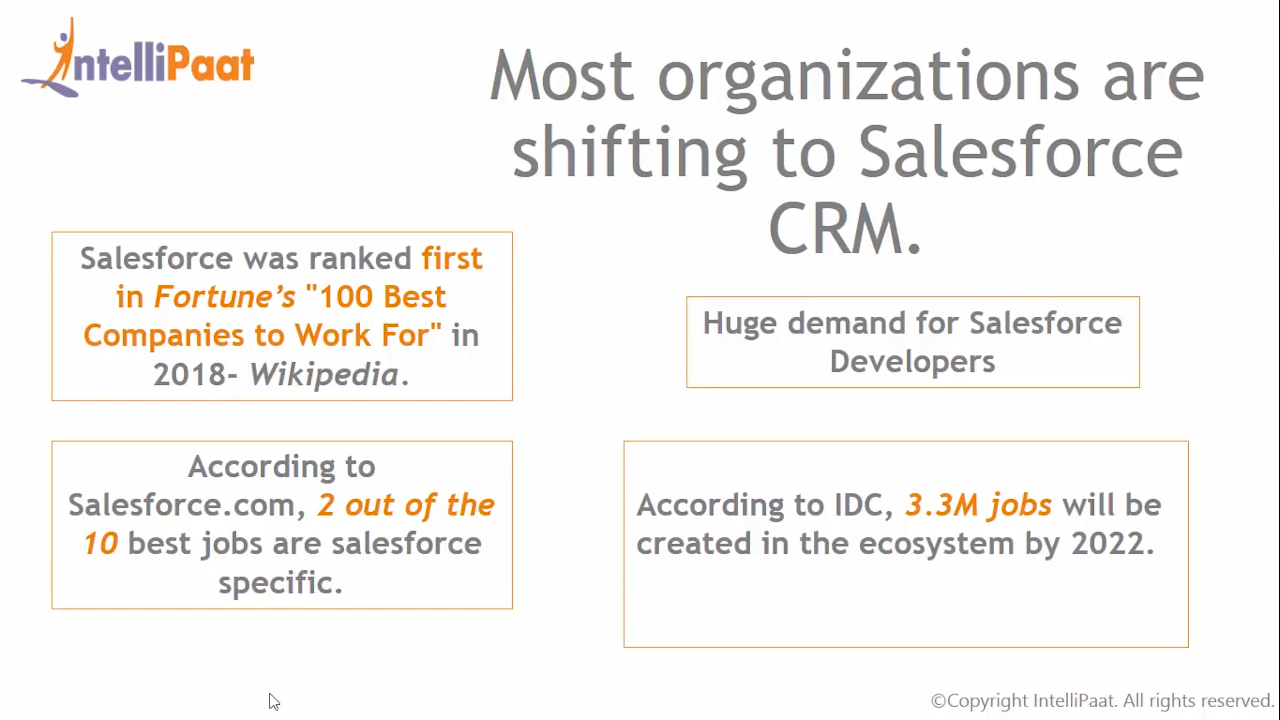 IntelliPaat
Most organizations are
shifting to Salesforce
CRM.
Salesforce was ranked first
in Fortune’s "100 Best
Companies to Work For" in
2018- Wikipedia.
Huge demand for Salesforce
Developers
According to
Salesforce.com, 2 out of the
10 best jobs are salesforce
specific.
According to IDC, 3.3M jobs will be
created in the ecosystem by 2022.
©Copyright IntelliPaat. All rights reserved.